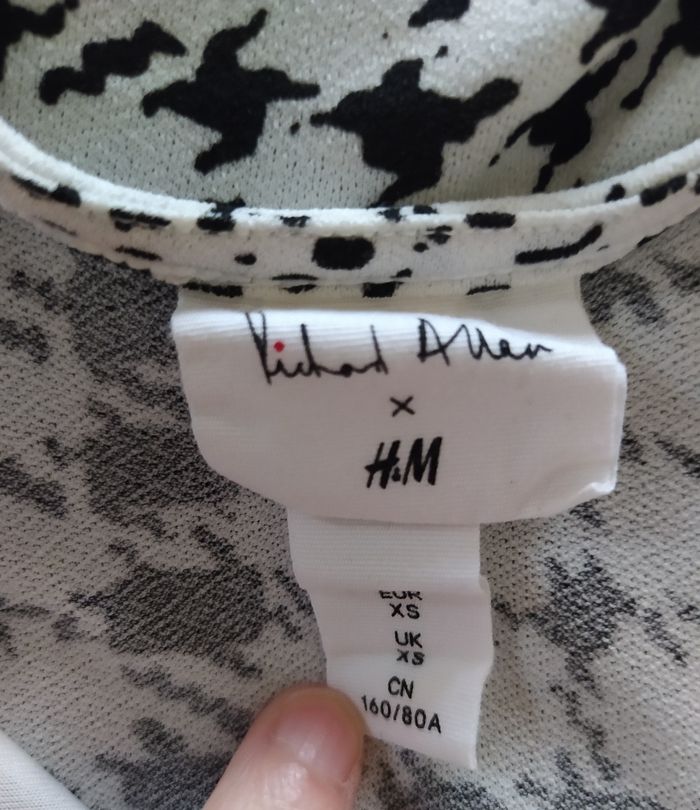 Richard Allan
x
H&M
EUR
XS
UK
XS
CN
160/80A